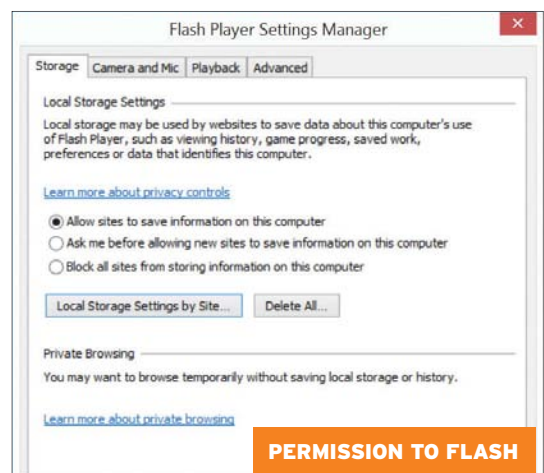 Flash Player Settings Manager
Storage Camera and Mic Playback Advanced
Local Storage Settings
Local storage may be used by websites to save data about this computer's use
of Flash Player, such as viewing history, game progress, saved work,
preferences or data that identifies this computer.
Learn more about privacy controls
Allow sites to save information on this computer
Ask me before allowing new sites to save information on this computer
Block all sites from storing information on this computer
Local Storage Settings by Site... Delete All...
Private Browsing
You may want to browse temporarily without saving local storage or history.
Learn more about private browsing
PERMISSION TO FLASH